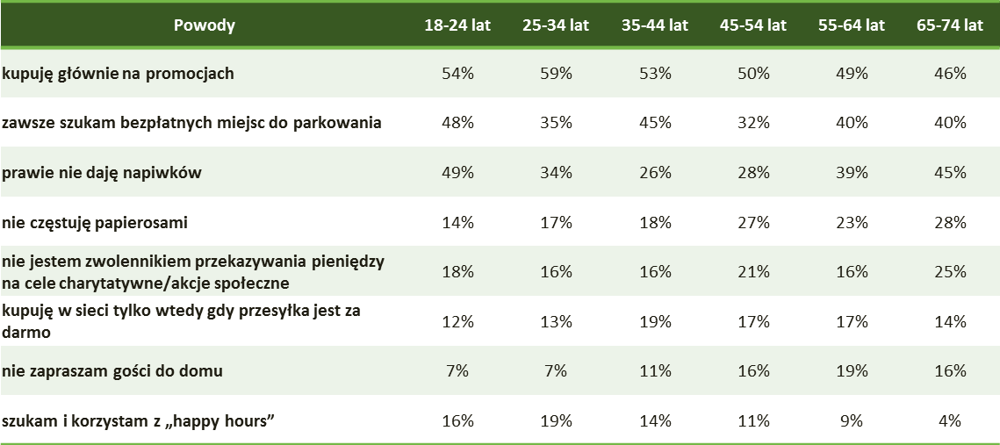 Powody 18-24 lat 25-34 lat 35-44 lat 45-54 lat 55-64 lat 65-74 lat
kupuję głównie na promocjach 54% 59% 53% 50% 49% 46%
zawsze szukam bezpłatnych miejsc do parkowania 48% 35% 45% 32% 40% 40%
prawie nie daję napiwków 49% 34% 26% 28% 39% 45%
nie częstuję papierosami 14% 17% 18% 27% 23% 28%
nie jestem zwolennikiem przekazywania pieniędzy
na cele charytatywne/akcje społeczne 18% 16% 16% 21% 16% 25%
kupuję w sieci tylko wtedy gdy przesyłka jest za
darmo 12% 13% 19% 17% 17% 14%
nie zapraszam gości do domu 7% 7% 11% 16% 19% 16%
szukam i korzystam z „happy hours” 16% 19% 14% 11% 9% 4%